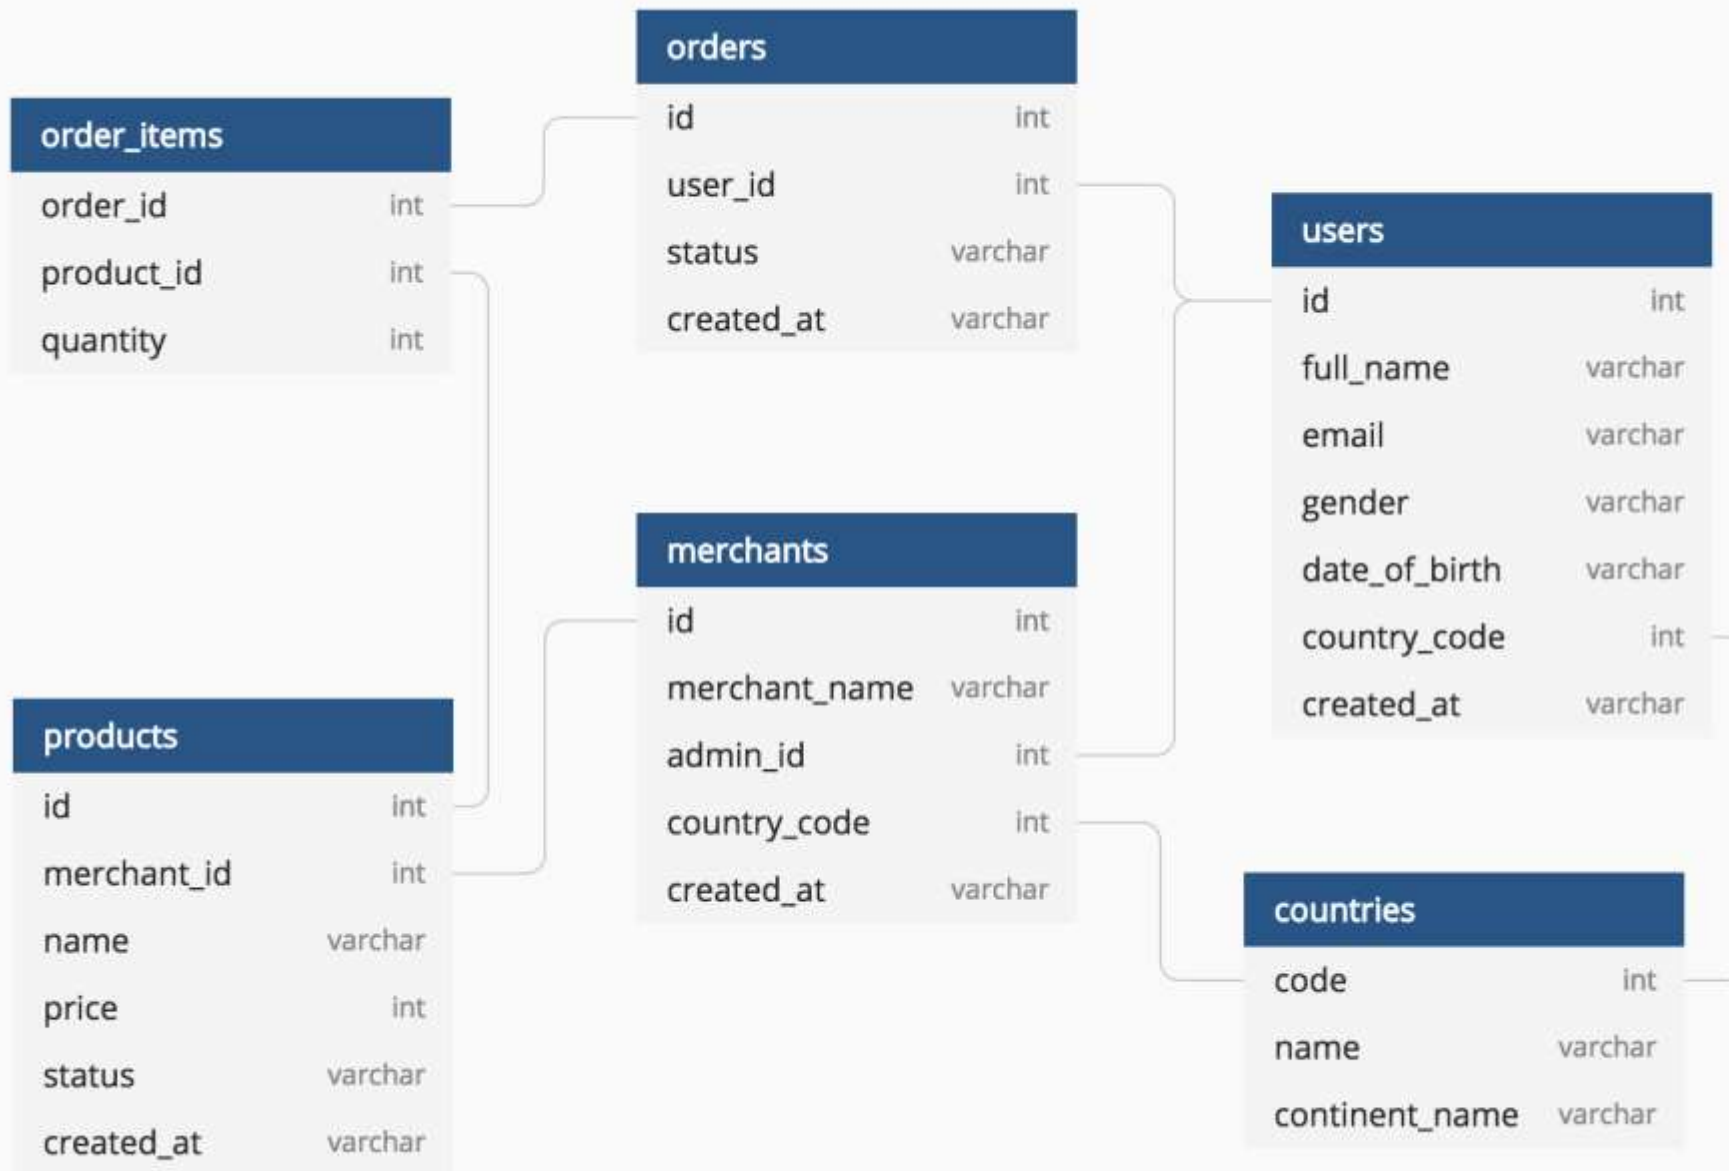 orders
id int
user_id int
status varchar
created_at varchar
order_items
order_id int
product_id int
quantity int
users
id int
full_name varchar
email varchar
gender varchar
date_of_birth varchar
country_code int
created_at varchar
merchants
id int
merchant_name varchar
admin_id int
country_code int
created_at varchar
products
id int
merchant_id int
name varchar
price int
status varchar
created_at varchar
countries
code int
name varchar
continent_name varchar